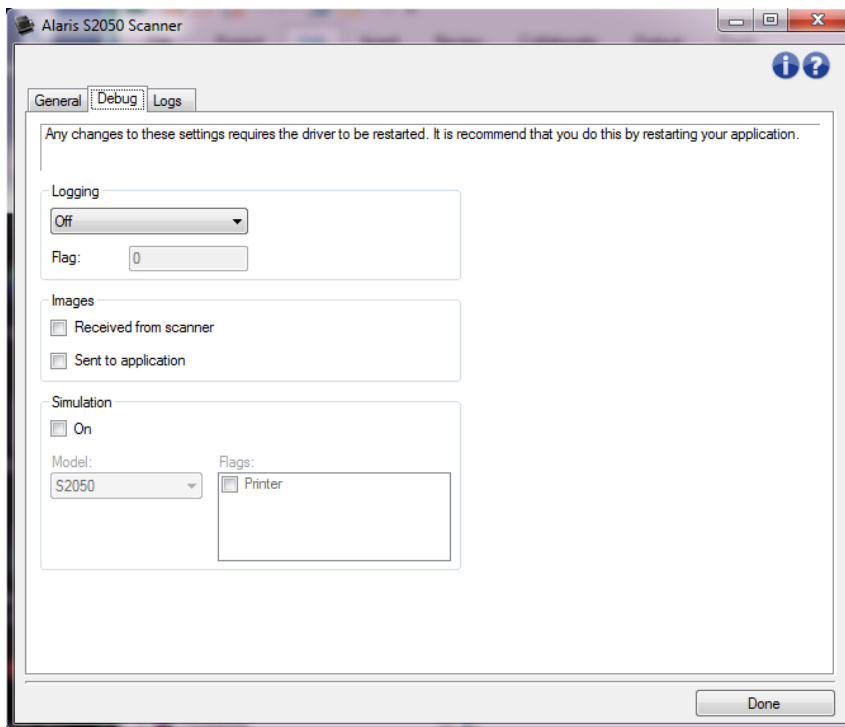 Alaris S2050 Scanner
General Debug Logs
Any changes to these settings requires the driver to be restarted. It is recommend that you do this by restarting your application.
Logging
Off
Flag: 0
Images
Received from scanner
Sent to application
Simulation
On
Model: Flags:
S2050 Printer
Done